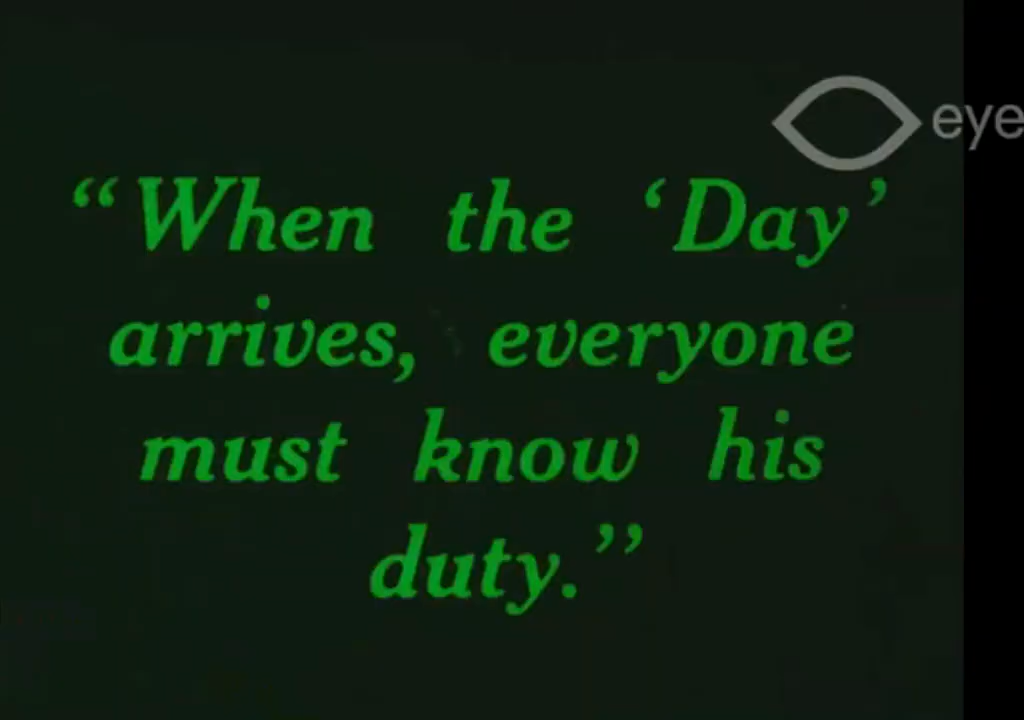 eye
“When the ‘Day’
arrives, everyone
must know his
duty.”